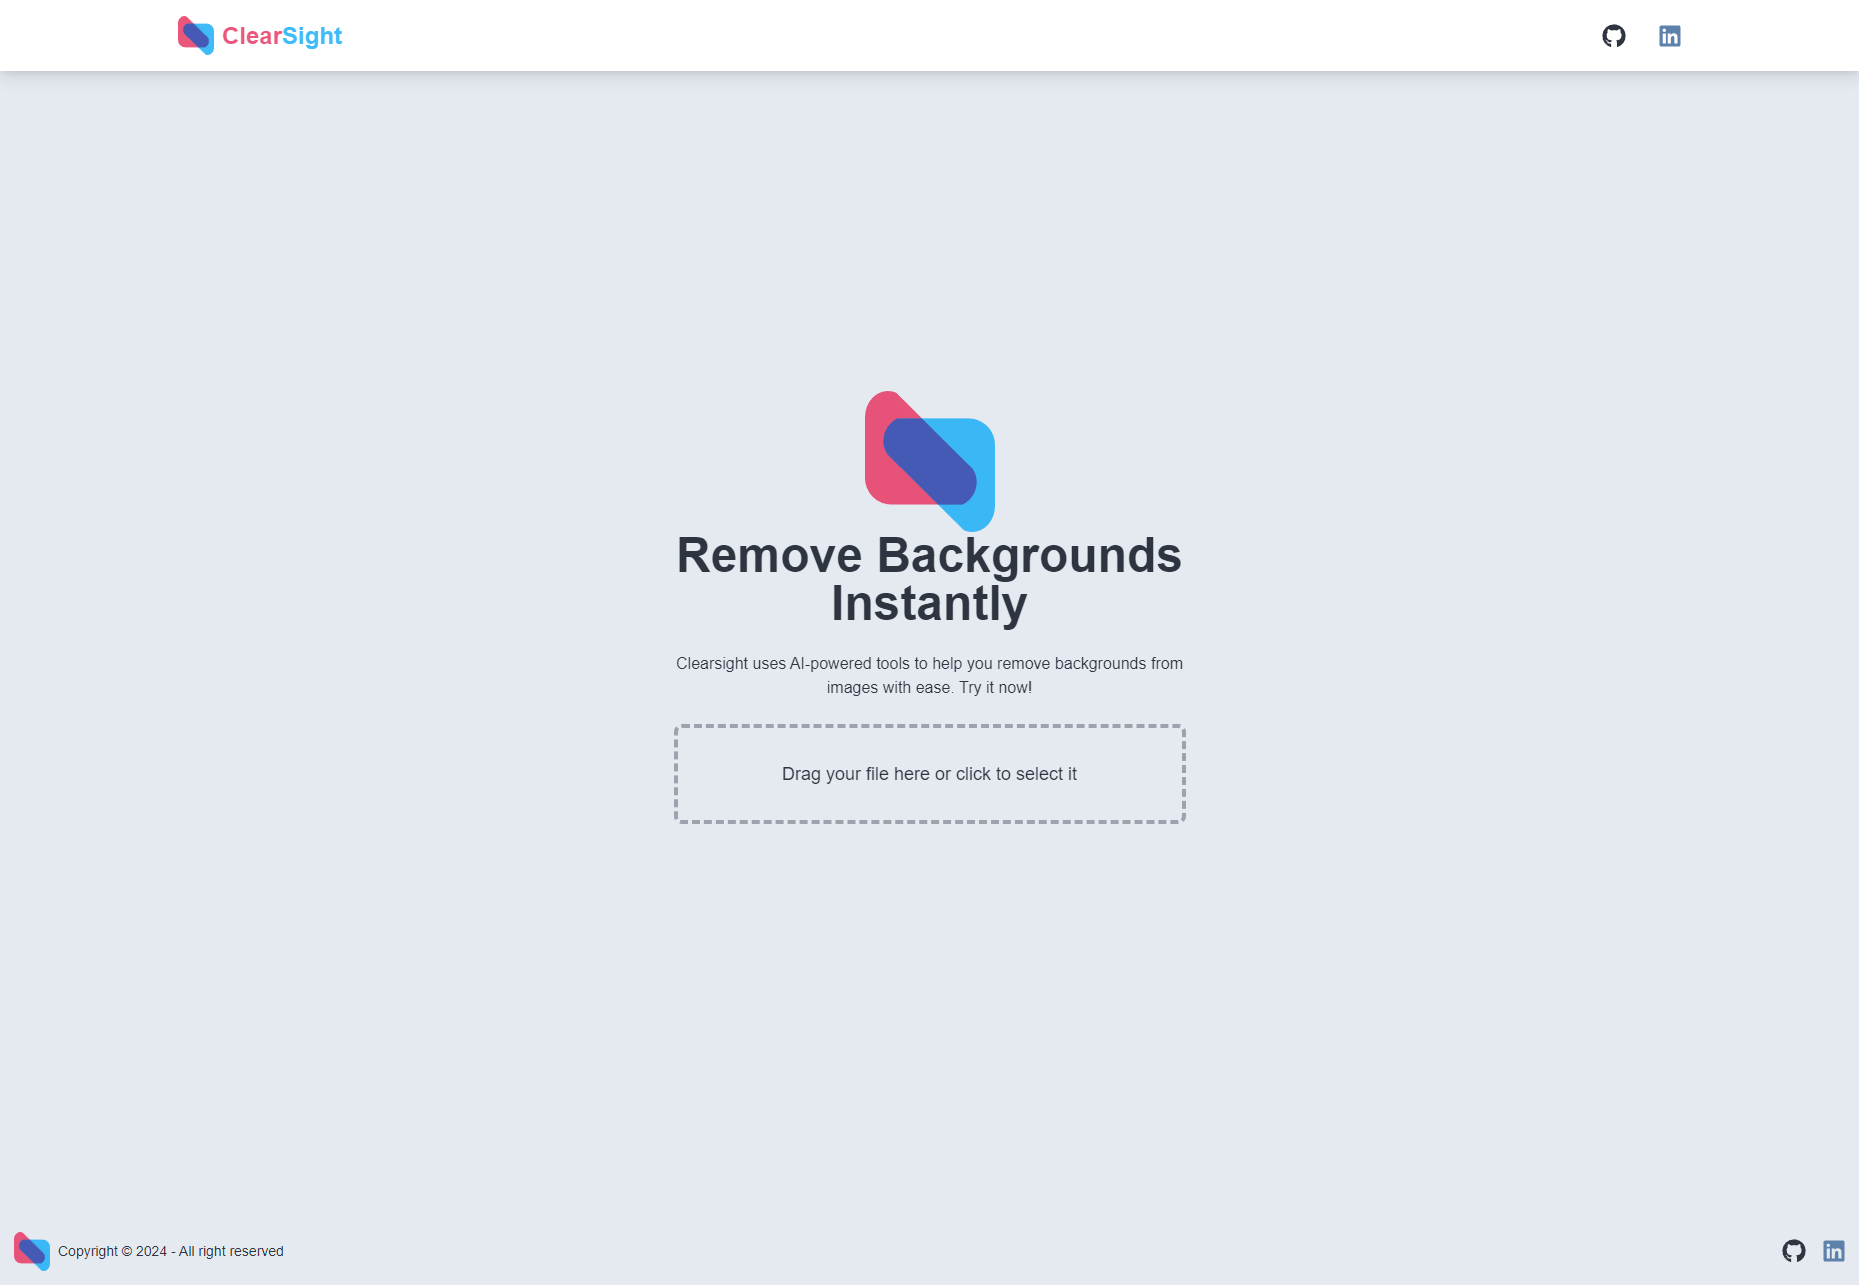 ClearSight
Remove Backgrounds
Instantly
Clearsight uses AI-powered tools to help you remove backgrounds from
images with ease. Try it now!
Drag your file here or click to select it
Copyright © 2024 - All right reserved